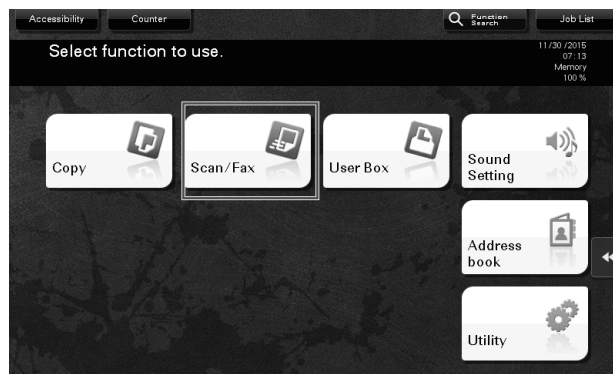 Accessibility
Counter
Function
Search
Job List
Select function to use.
11/30 /2015
07:13
Memory
100 %
Copy
Scan/Fax
User Box
Sound
Setting
Address
book
Utility